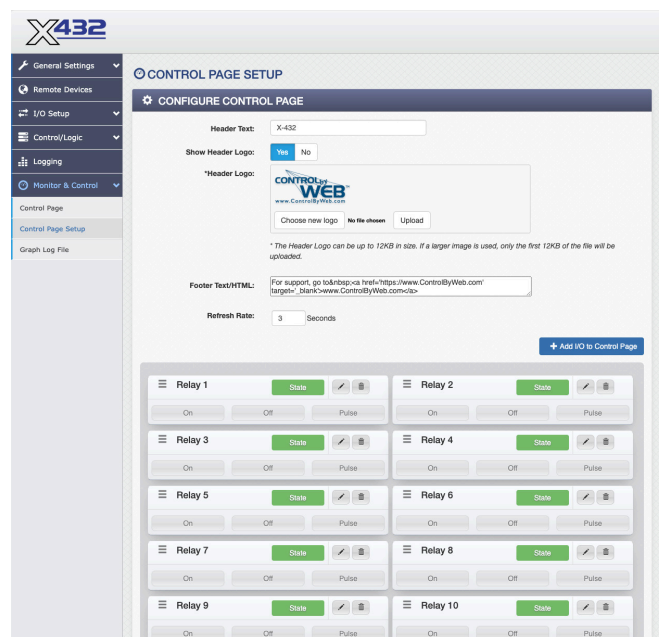 X432
General Settings
Remote Devices
I/O Setup
Control/Logic
Logging
Monitor & Control
Control Page
Control Page Setup
Graph Log File
CONTROL PAGE SETUP
CONFIGURE CONTROL PAGE
Header Text: X-432
Show Header Logo: Yes No
*Header Logo:
CONTROL by
WEB
www.ControlByWeb.com
Choose new logo No file chosen Upload
* The Header Logo can be up to 12KB in size. If a larger image is used, only the first 12KB of the file will be
uploaded.
Footer Text/HTML: For support, go to&nbsp;<a href='https://www.ControlByWeb.com'
target='_blank'>www.ControlByWeb.com</a>
Refresh Rate: 3 Seconds
+ Add I/O to Control Page
Relay 1 State
On Off Pulse
Relay 2 State
On Off Pulse
Relay 3 State
On Off Pulse
Relay 4 State
On Off Pulse
Relay 5 State
On Off Pulse
Relay 6 State
On Off Pulse
Relay 7 State
On Off Pulse
Relay 8 State
On Off Pulse
Relay 9 State
On Off Pulse
Relay 10 State
On Off Pulse